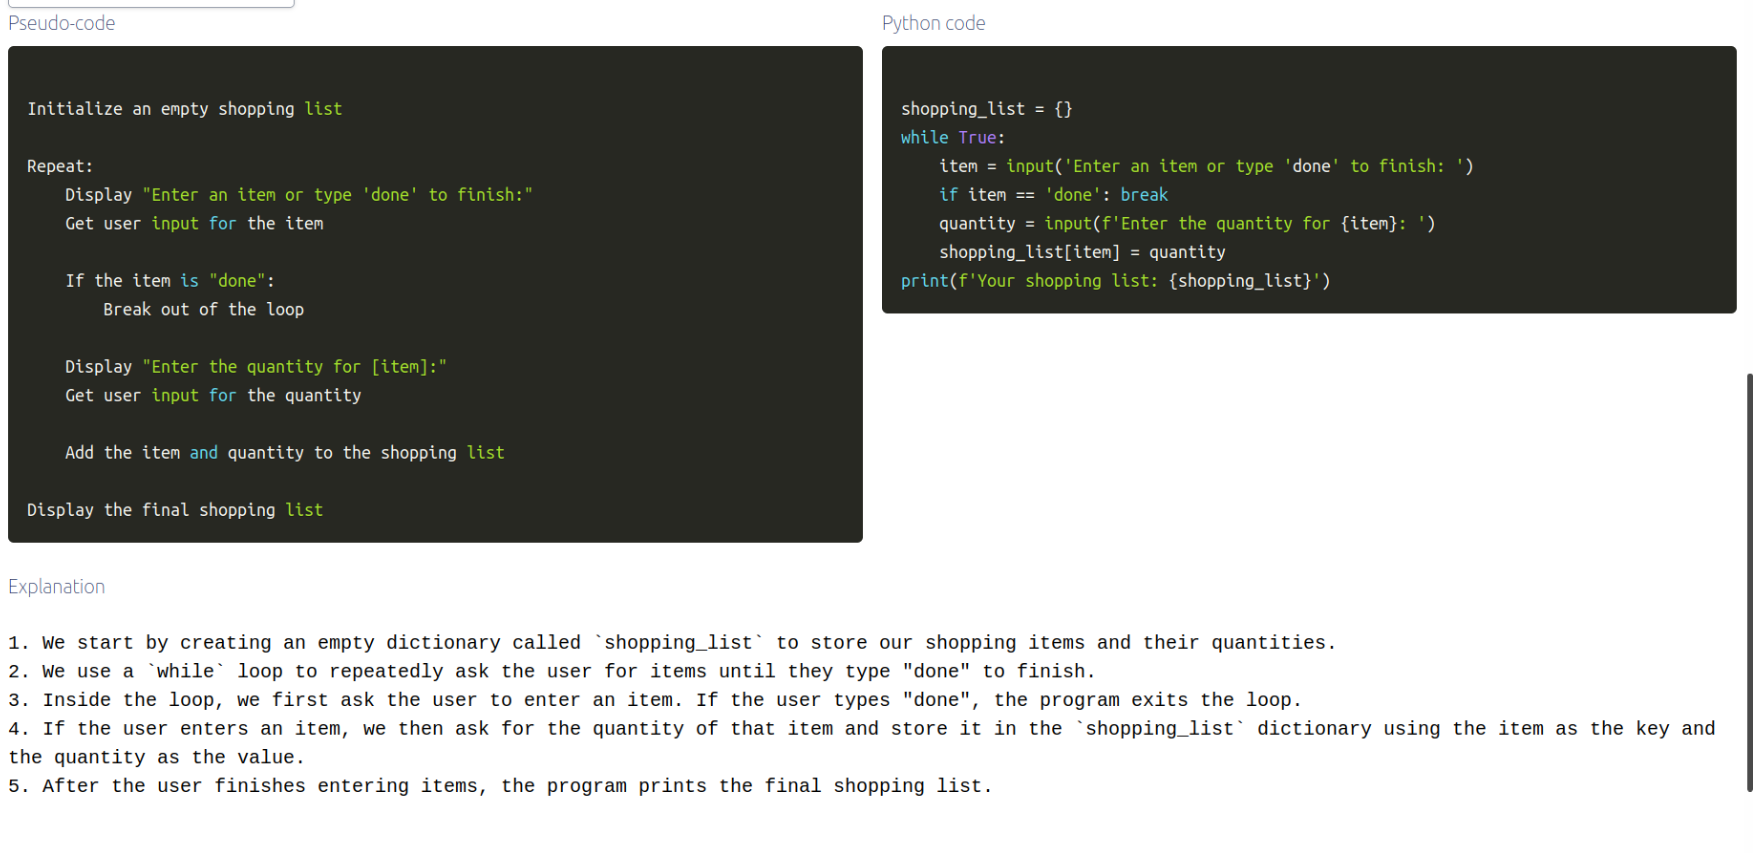 Pseudo-code
Initialize an empty shopping list
Repeat:
Display "Enter an item or type 'done' to finish:"
Get user input for the item
If the item is "done":
Break out of the loop
Display "Enter the quantity for [item]:"
Get user input for the quantity
Add the item and quantity to the shopping list
Display the final shopping list
Python code
shopping_list = {}
while True:
item = input('Enter an item or type 'done' to finish: ')
if item == 'done': break
quantity = input(f'Enter the quantity for {item}: ')
shopping_list[item] = quantity
print(f'Your shopping list: {shopping_list}')
Explanation
1. We start by creating an empty dictionary called `shopping_list` to store our shopping items and their quantities.
2. We use a `while` loop to repeatedly ask the user for items until they type "done" to finish.
3. Inside the loop, we first ask the user to enter an item. If the user types "done", the program exits the loop.
4. If the user enters an item, we then ask for the quantity of that item and store it in the `shopping_list` dictionary using the item as the key and
the quantity as the value.
5. After the user finishes entering items, the program prints the final shopping list.